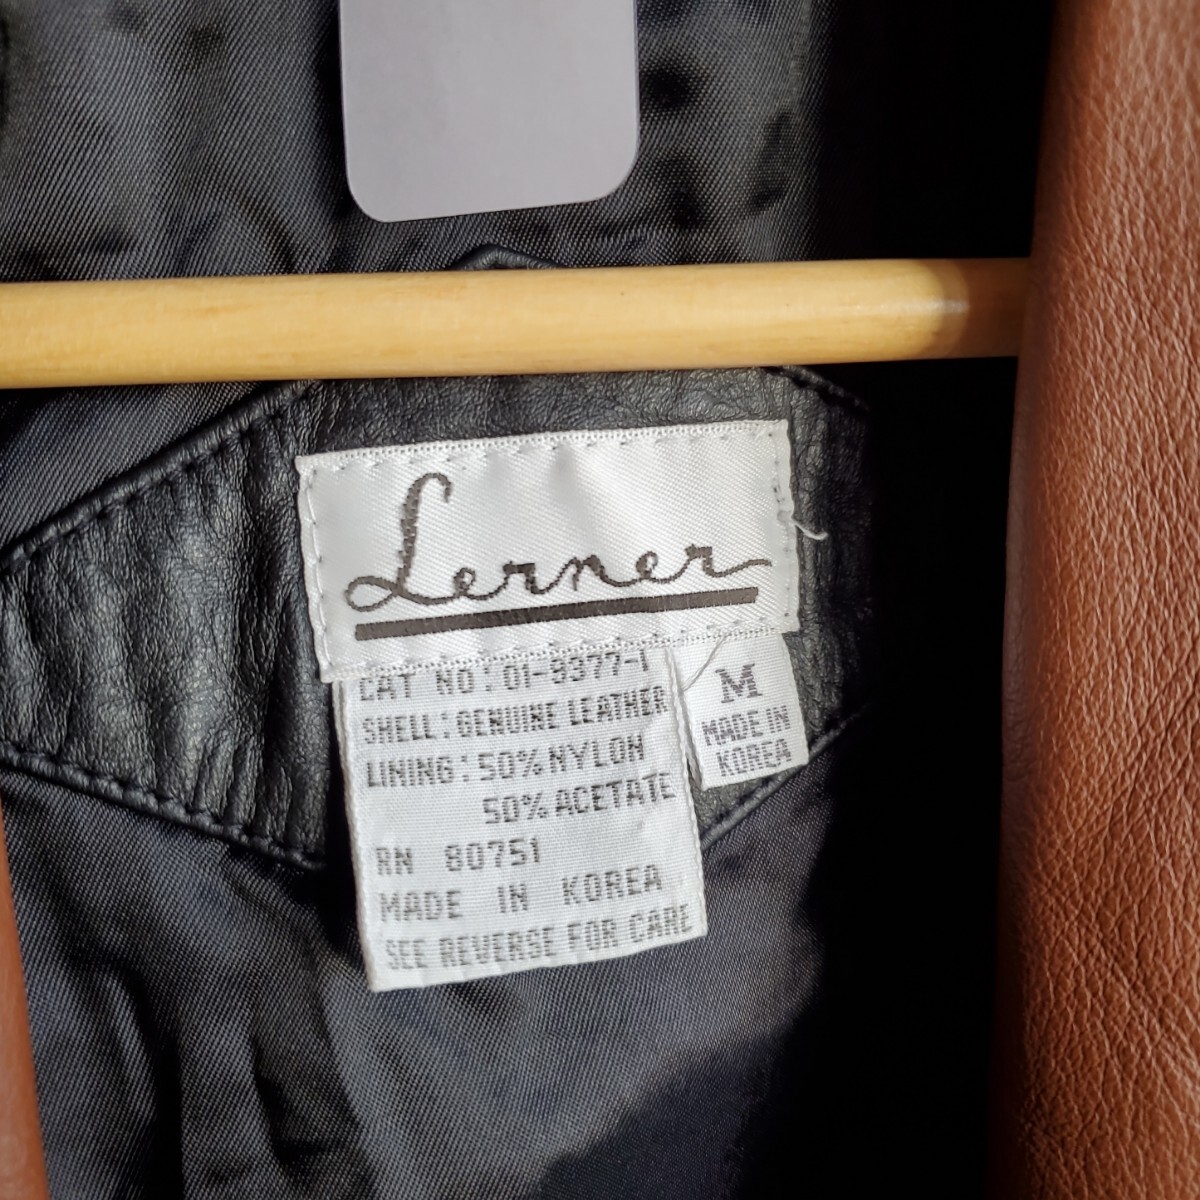 Lerner
CAT NO: 01-9377-1
SHELL: GENUINE LEATHER
LINING: 50% NYLON
50% ACETATE
RN 80751
MADE IN KOREA
SEE REVERSE FOR CARE
M
MADE IN
KOREA